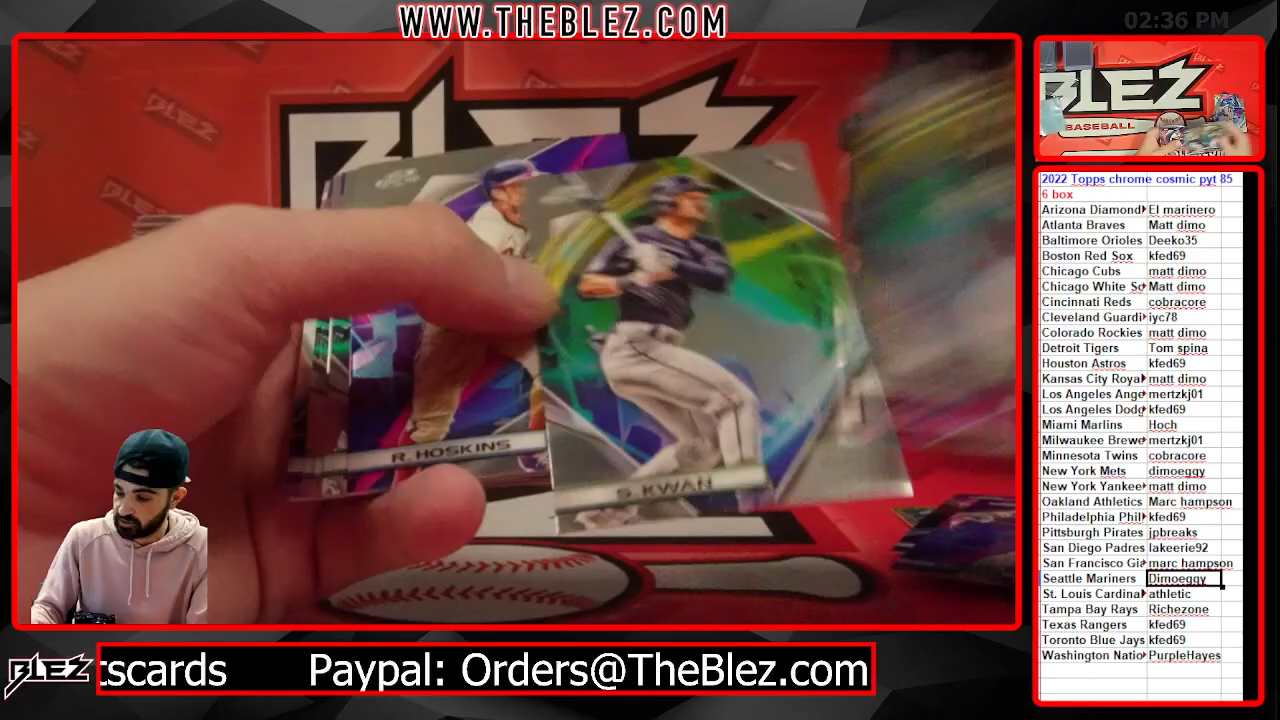 WWW.THEBLEZ.COM
02:36 PM
BLEZ
BLEZ
BLEZ
BASEBALL
R. HOSKINS
S. KWAN
2022 Topps chrome cosmic pyt 85
6 box
Arizona Diamond El marinero
Atlanta Braves Matt dimo
Baltimore Orioles Deeko35
Boston Red Sox kfed69
Chicago Cubs matt dimo
Chicago White So Matt dimo
Cincinnati Reds cobracore
Cleveland Guardi iyc78
Colorado Rockies matt dimo
Detroit Tigers Tom spina
Houston Astros kfed69
Kansas City Roya matt dimo
Los Angeles Ange mertzkj01
Los Angeles Dodg kfed69
Miami Marlins Hoch
Milwaukee Brewe mertzkj01
Minnesota Twins cobracore
New York Mets dimoeggy
New York Yankee matt dimo
Oakland Athletics Marc hampson
Philadelphia Phil kfed69
Pittsburgh Pirates jpbreaks
San Diego Padres lakeerie92
San Francisco Gia marc hampson
Seattle Mariners Dimoeggy
St. Louis Cardina athletic
Tampa Bay Rays Richezone
Texas Rangers kfed69
Toronto Blue Jays kfed69
Washington Natio PurpleHayes
BLEZ
tscards Paypal: Orders@TheBlez.com